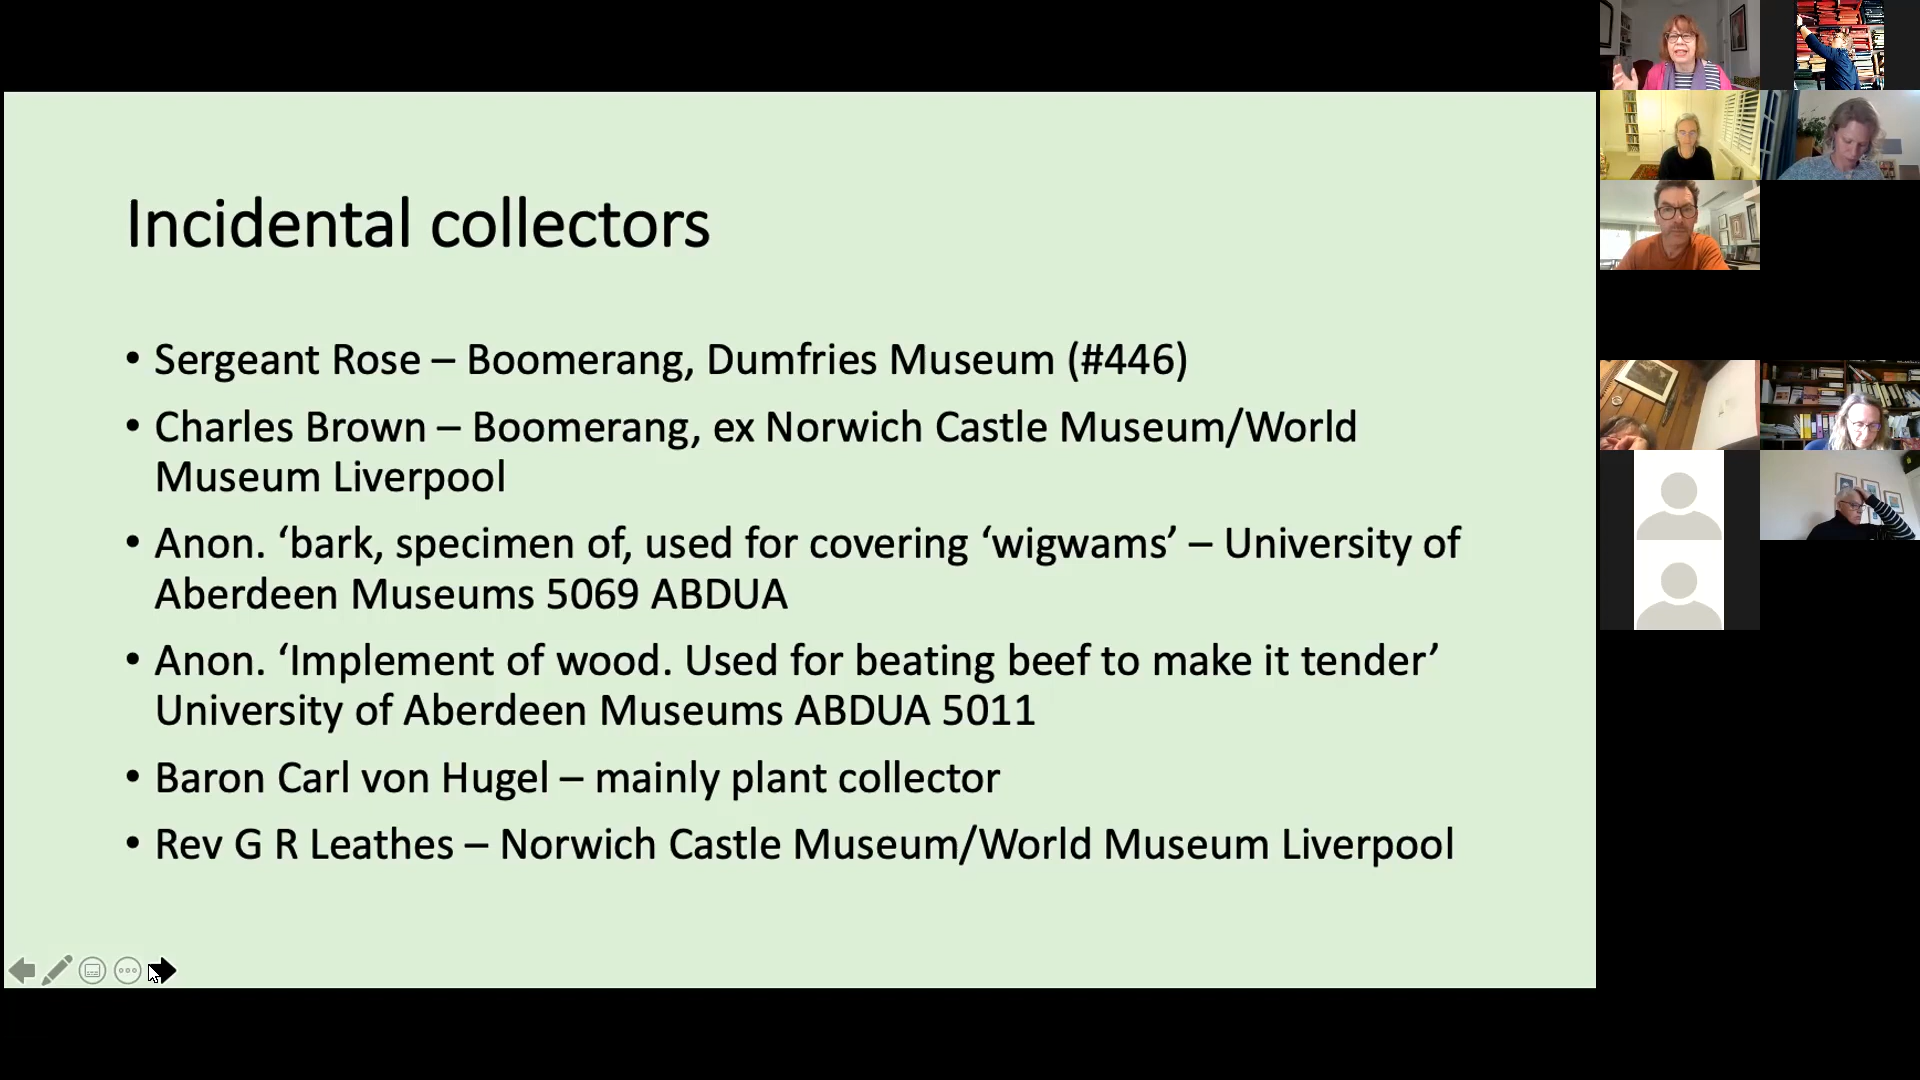 Incidental collectors
• Sergeant Rose – Boomerang, Dumfries Museum (#446)
• Charles Brown – Boomerang, ex Norwich Castle Museum/World
Museum Liverpool
• Anon. ‘bark, specimen of, used for covering ‘wigwams’ – University of
Aberdeen Museums 5069 ABDUA
• Anon. ‘Implement of wood. Used for beating beef to make it tender’
University of Aberdeen Museums ABDUA 5011
• Baron Carl von Hugel – mainly plant collector
• Rev G R Leathes – Norwich Castle Museum/World Museum Liverpool